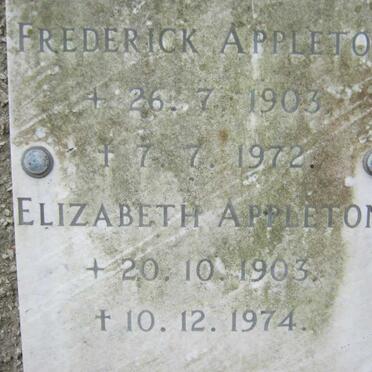 FREDERICK APPLETO
+ 26. 7. 1903.
† 7. 7. 1972.
ELIZABETH APPLETON
+ 20. 10. 1903.
† 10. 12. 1974.